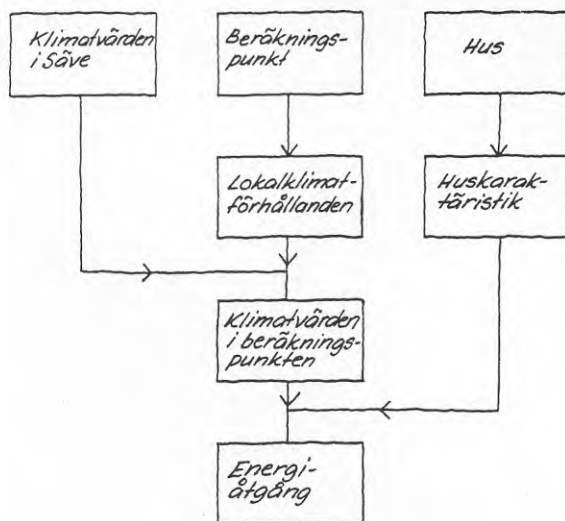 Klimatvärden
i Säve
Beräknings-
punkt
Hus
Lokalklimat-
förhållanden
Huskarak-
täristik
Klimatvärden
i beräknings-
punkten
Energi-
åtgång